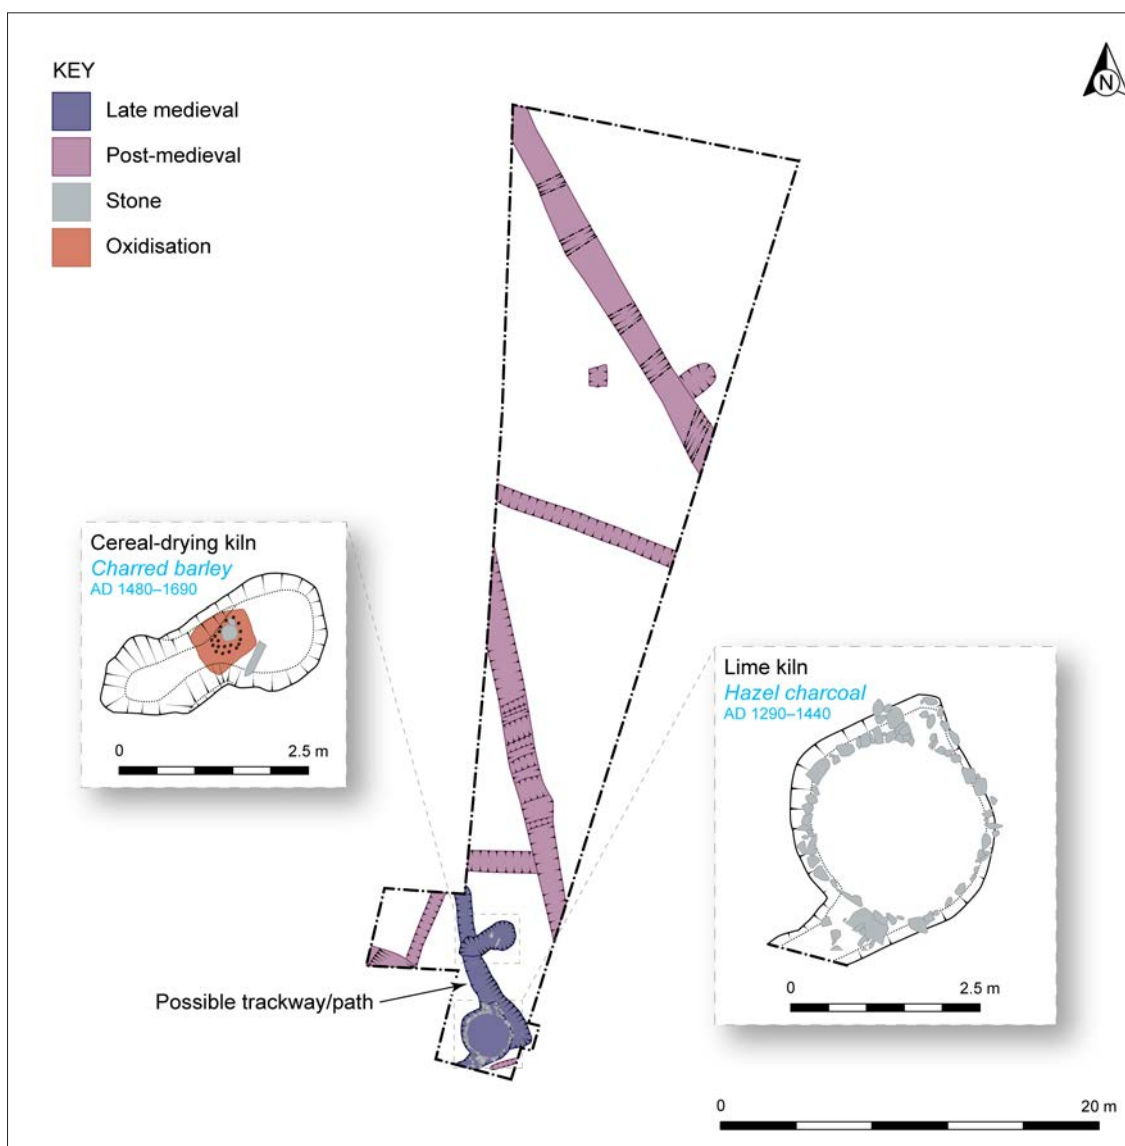 KEY
Late medieval
Post-medieval
Stone
Oxidisation
N
Cereal-drying kiln
Charred barley
AD 1480–1690
0 2.5 m
Lime kiln
Hazel charcoal
AD 1290–1440
0 2.5 m
Possible trackway/path
0 20 m